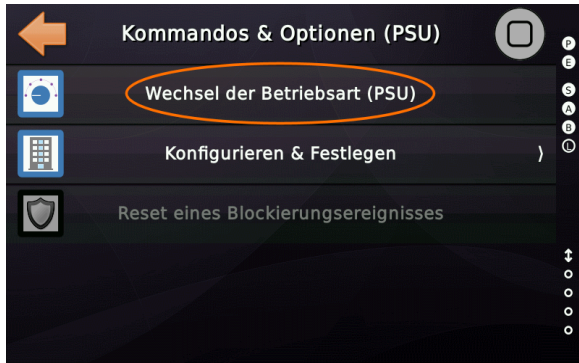 Kommandos & Optionen (PSU)
Wechsel der Betriebsart (PSU)
Konfigurieren & Festlegen
Reset eines Blockierungsereignisses
P
E
S
A
B
L